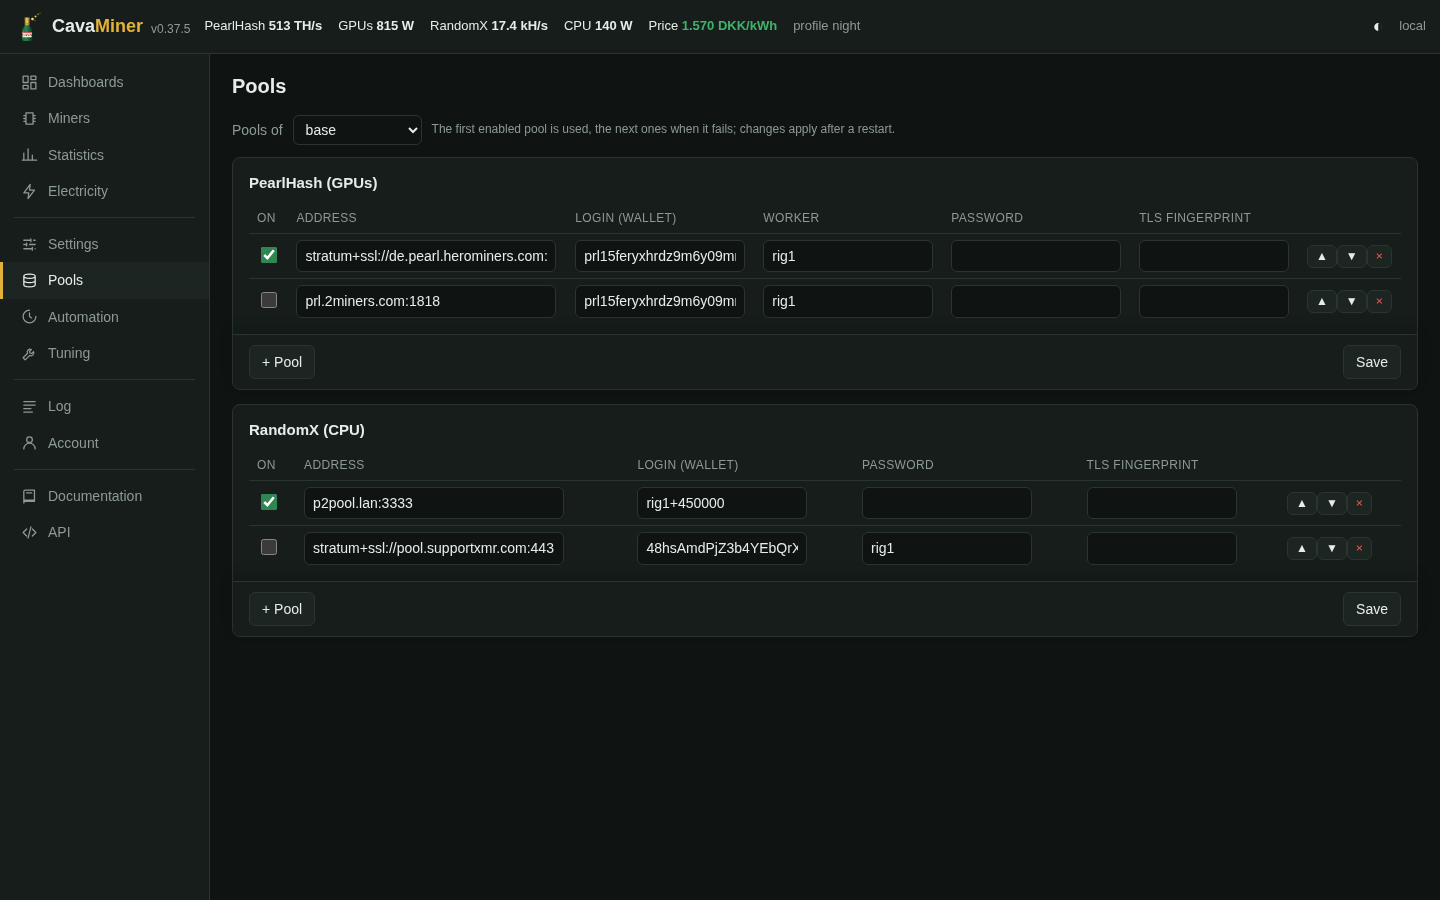 CavaMiner v0.37.5 PearlHash 513 TH/s GPUs 815 W RandomX 17.4 kH/s CPU 140 W Price 1.570 DKK/kWh profile night local
Dashboards
Miners
Statistics
Electricity
Settings
Pools
Automation
Tuning
Log
Account
Documentation
API
Pools
Pools of base The first enabled pool is used, the next ones when it fails; changes apply after a restart.
PearlHash (GPUs)
ON ADDRESS LOGIN (WALLET) WORKER PASSWORD TLS FINGERPRINT
stratum+ssl://de.pearl.herominers.com: prl15feryxhrdz9m6y09m rig1 ▲ ▼ ×
prl.2miners.com:1818 prl15feryxhrdz9m6y09m rig1 ▲ ▼ ×
+ Pool Save
RandomX (CPU)
ON ADDRESS LOGIN (WALLET) PASSWORD TLS FINGERPRINT
p2pool.lan:3333 rig1+450000 ▲ ▼ ×
stratum+ssl://pool.supportxmr.com:443 48hsAmdPjZ3b4YEbQrX rig1 ▲ ▼ ×
+ Pool Save